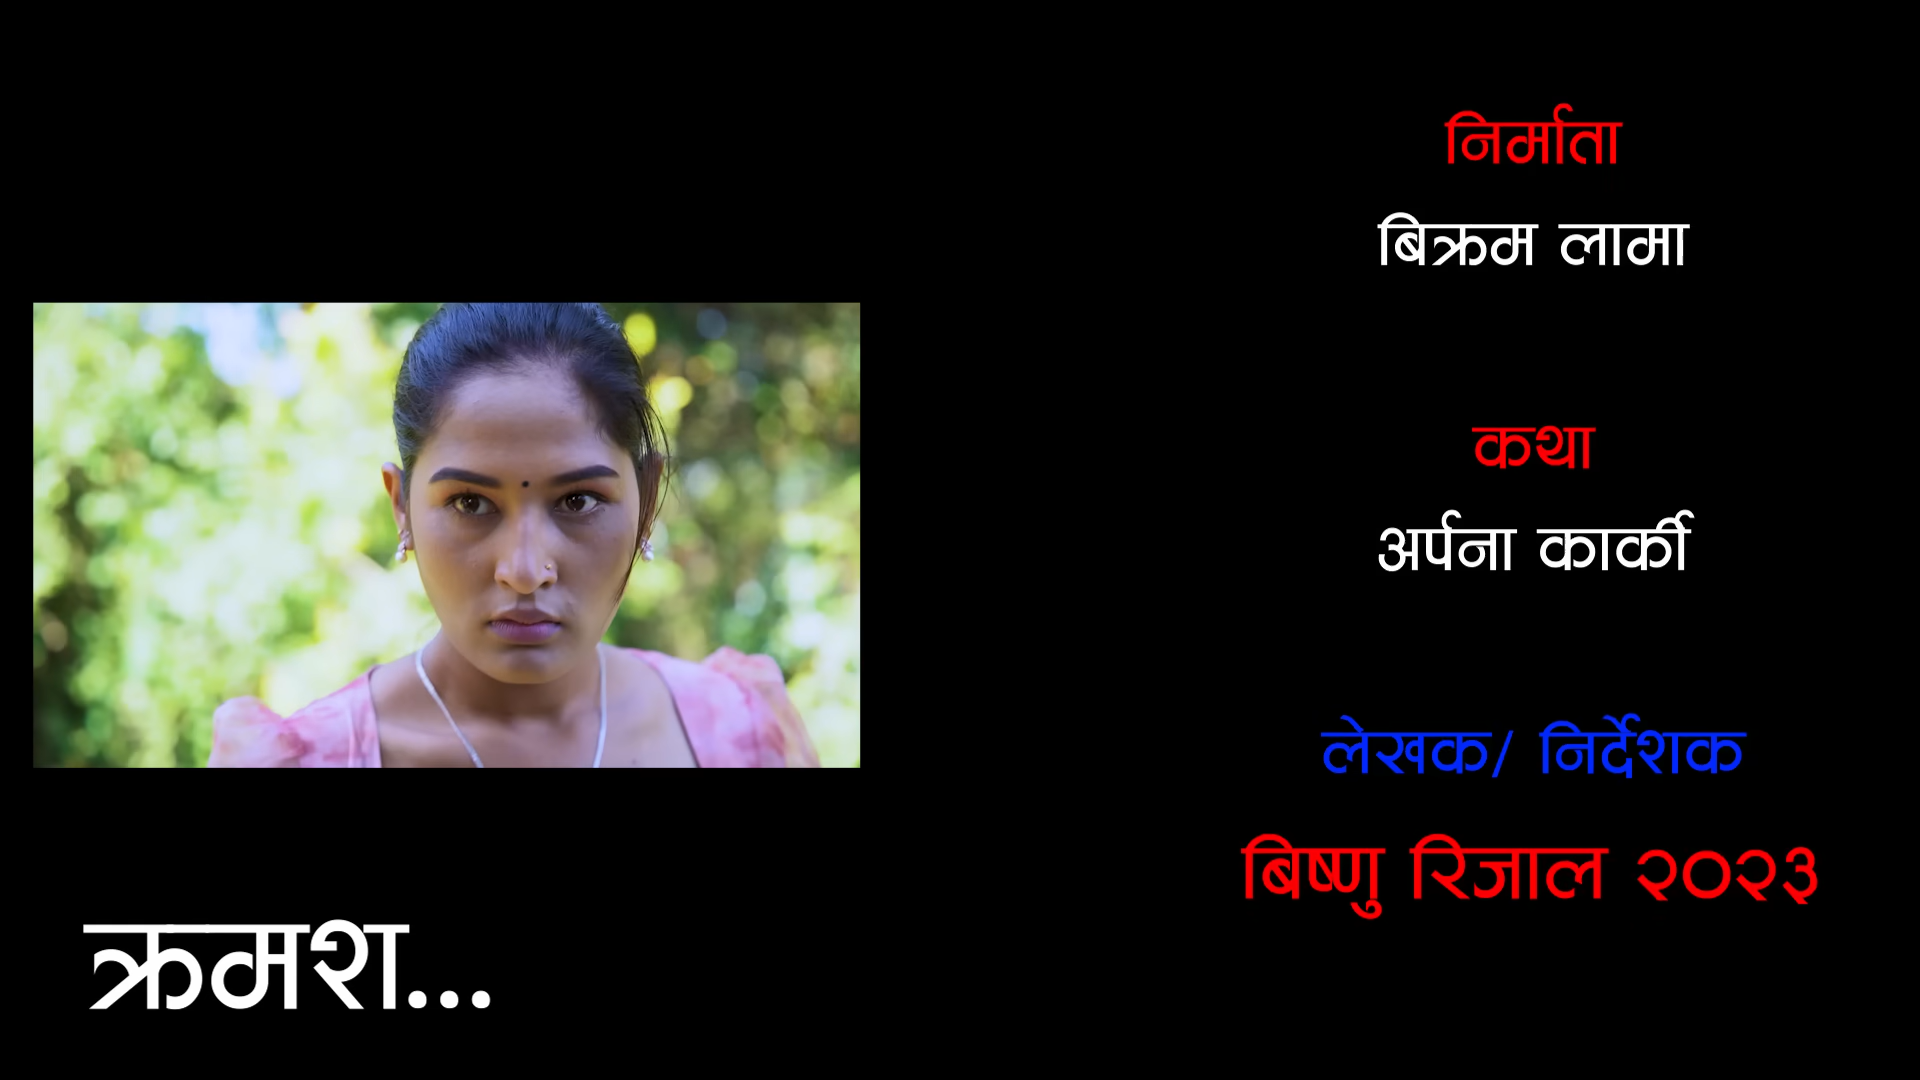 निर्माता
बिक्रम लामा
कथा
अर्पना कार्की
लेखक/ निर्देशक
बिष्णु रिजाल २०२३
क्रमश...